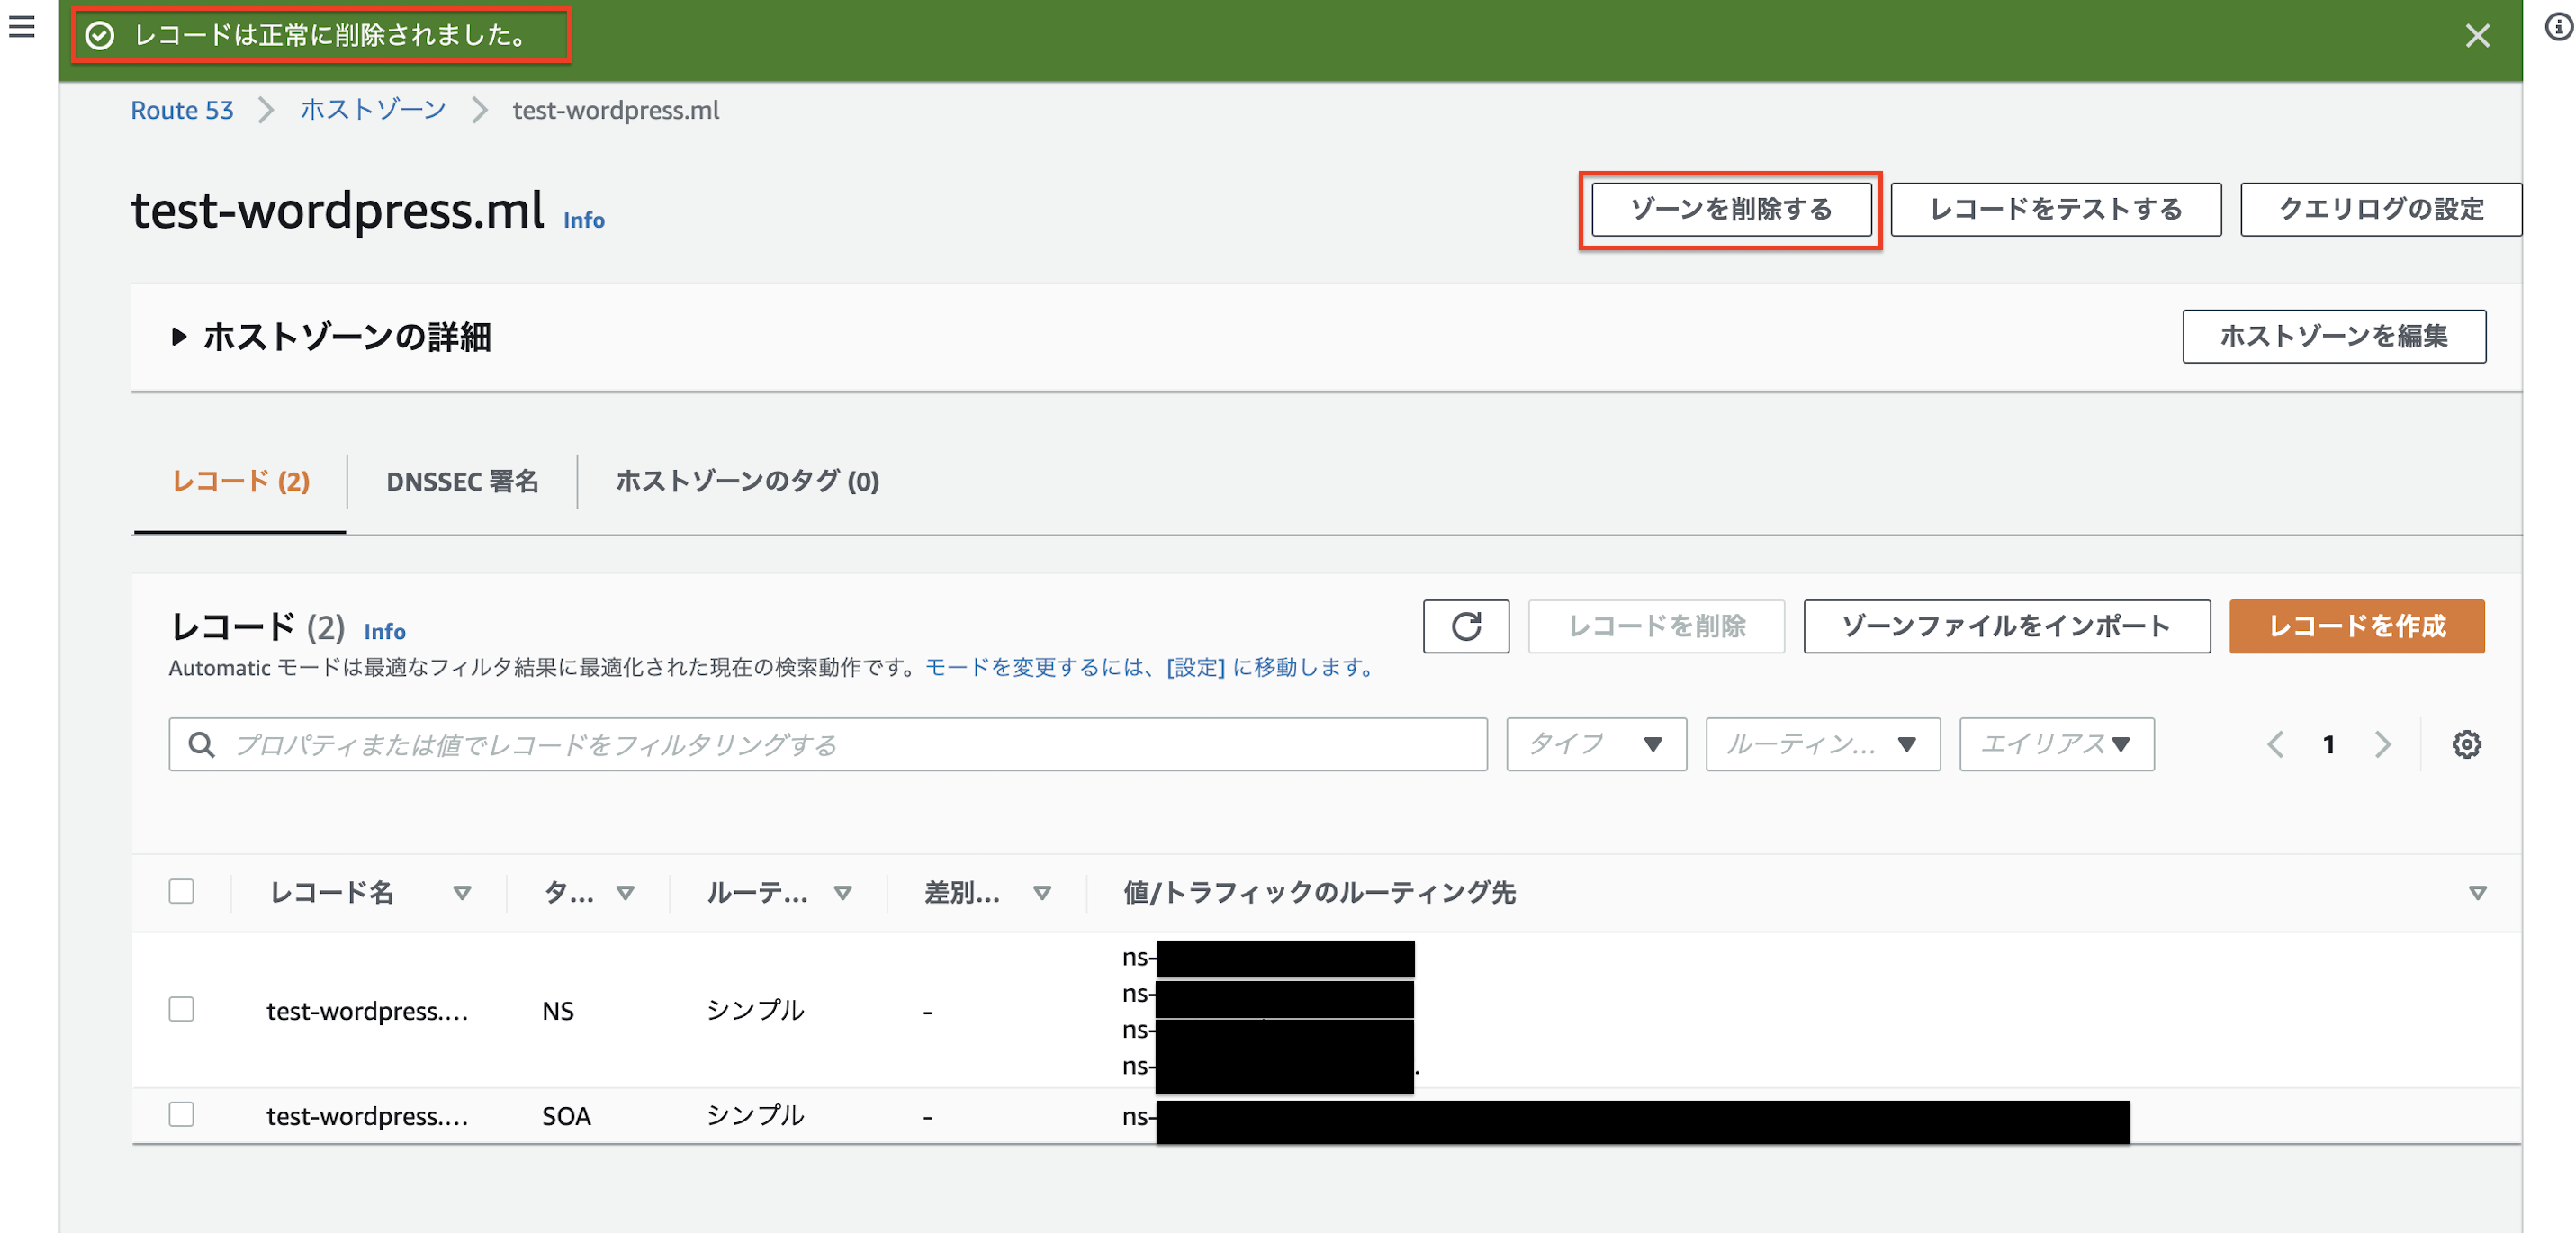 レコードは正常に削除されました。
Route 53 ホストゾーン test-wordpress.ml
test-wordpress.ml Info
ゾーンを削除する レコードをテストする クエリログの設定
ホストゾーンの詳細 ホストゾーンを編集
レコード (2) DNSSEC 署名 ホストゾーンのタグ (0)
レコード (2) Info
レコードを削除 ゾーンファイルをインポート レコードを作成
Automatic モードは最適なフィルタ結果に最適化された現在の検索動作です。モードを変更するには、[設定] に移動します。
プロパティまたは値でレコードをフィルタリングする タイプ ルーティン... エイリアス 1
レコード名 タ... ルーテ... 差別... 値/トラフィックのルーティング先
ns-
ns-
test-wordpress.... NS シンプル -
ns-
ns- .
test-wordpress.... SOA シンプル - ns-